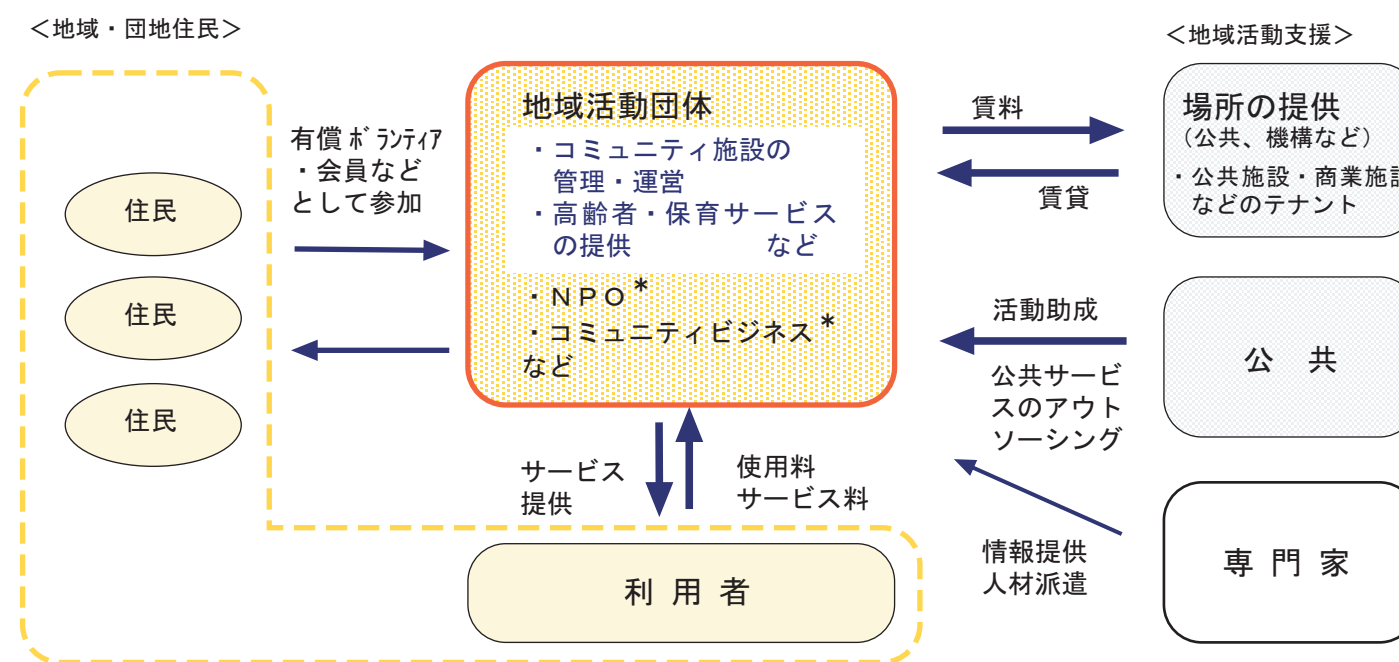 ＜地域・団地住民＞
有償ﾎﾞﾗﾝﾃｨｱ
・会員など
として参加
住民
住民
住民
地域活動団体
・コミュニティ施設の
管理・運営
・高齢者・保育サービス
の提供　　　　　など
・ＮＰＯ*
・コミュニティビジネス*
など
サービス
提供
使用料
サービス料
利 用 者
賃料
賃貸
活動助成
公共サービ
スのアウト
ソーシング
情報提供
人材派遣
＜地域活動支援＞
場所の提供
（公共、機構など）
・公共施設・商業施設
などのテナント
公　共
専 門 家